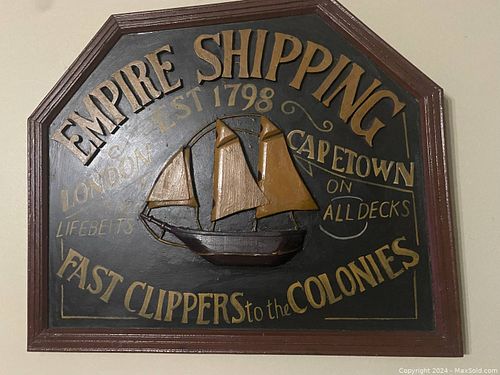 EMPIRE SHIPPING
EST 1798
LONDON
CAPETOWN
LIFEBELTS
ON
ALL DECKS
FAST CLIPPERS to the COLONIES
Copyright 2024 - MaxSold.com